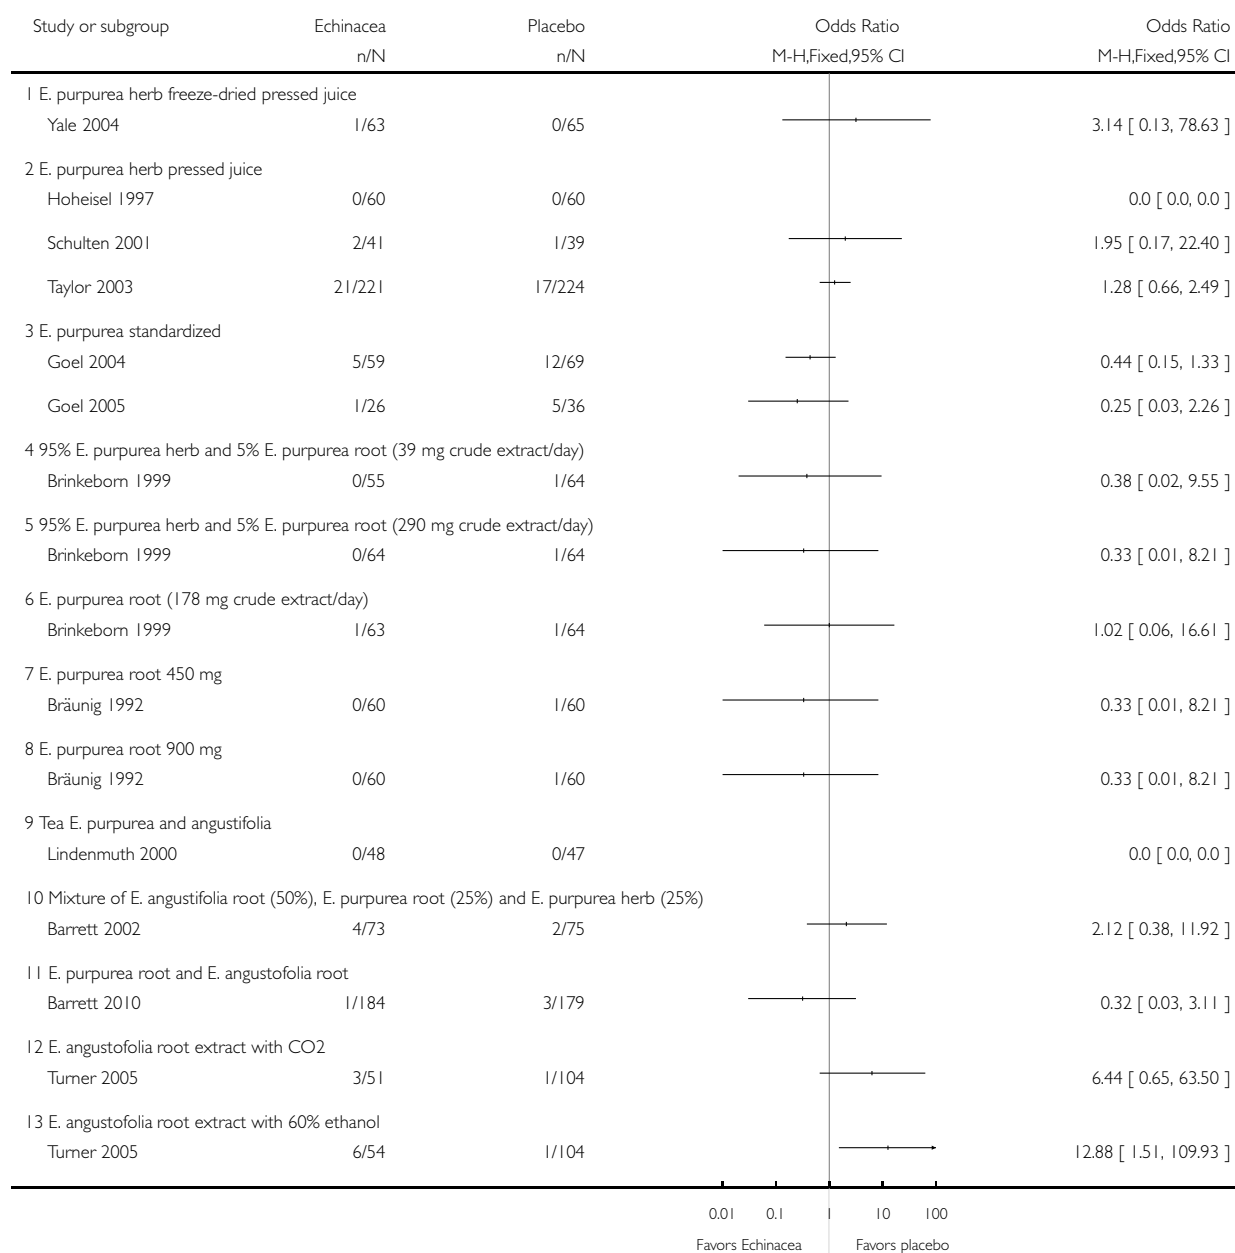 Study or subgroup Echinacea Placebo Odds Ratio Odds Ratio
n/N n/N M-H,Fixed,95% CI M-H,Fixed,95% CI
1 E. purpurea herb freeze-dried pressed juice
Yale 2004 1/63 0/65 3.14 [ 0.13, 78.63 ]
2 E. purpurea herb pressed juice
Hoheisel 1997 0/60 0/60 0.0 [ 0.0, 0.0 ]
Schulten 2001 2/41 1/39 1.95 [ 0.17, 22.40 ]
Taylor 2003 21/221 17/224 1.28 [ 0.66, 2.49 ]
3 E. purpurea standardized
Goel 2004 5/59 12/69 0.44 [ 0.15, 1.33 ]
Goel 2005 1/26 5/36 0.25 [ 0.03, 2.26 ]
4 95% E. purpurea herb and 5% E. purpurea root (39 mg crude extract/day)
Brinkeborn 1999 0/55 1/64 0.38 [ 0.02, 9.55 ]
5 95% E. purpurea herb and 5% E. purpurea root (290 mg crude extract/day)
Brinkeborn 1999 0/64 1/64 0.33 [ 0.01, 8.21 ]
6 E. purpurea root (178 mg crude extract/day)
Brinkeborn 1999 1/63 1/64 1.02 [ 0.06, 16.61 ]
7 E. purpurea root 450 mg
Bräunig 1992 0/60 1/60 0.33 [ 0.01, 8.21 ]
8 E. purpurea root 900 mg
Bräunig 1992 0/60 1/60 0.33 [ 0.01, 8.21 ]
9 Tea E. purpurea and angustifolia
Lindenmuth 2000 0/48 0/47 0.0 [ 0.0, 0.0 ]
10 Mixture of E. angustifolia root (50%), E. purpurea root (25%) and E. purpurea herb (25%)
Barrett 2002 4/73 2/75 2.12 [ 0.38, 11.92 ]
11 E. purpurea root and E. angustofolia root
Barrett 2010 1/184 3/179 0.32 [ 0.03, 3.11 ]
12 E. angustofolia root extract with CO2
Turner 2005 3/51 1/104 6.44 [ 0.65, 63.50 ]
13 E. angustofolia root extract with 60% ethanol
Turner 2005 6/54 1/104 12.88 [ 1.51, 109.93 ]
0.01 0.1 1 10 100
Favors Echinacea Favors placebo